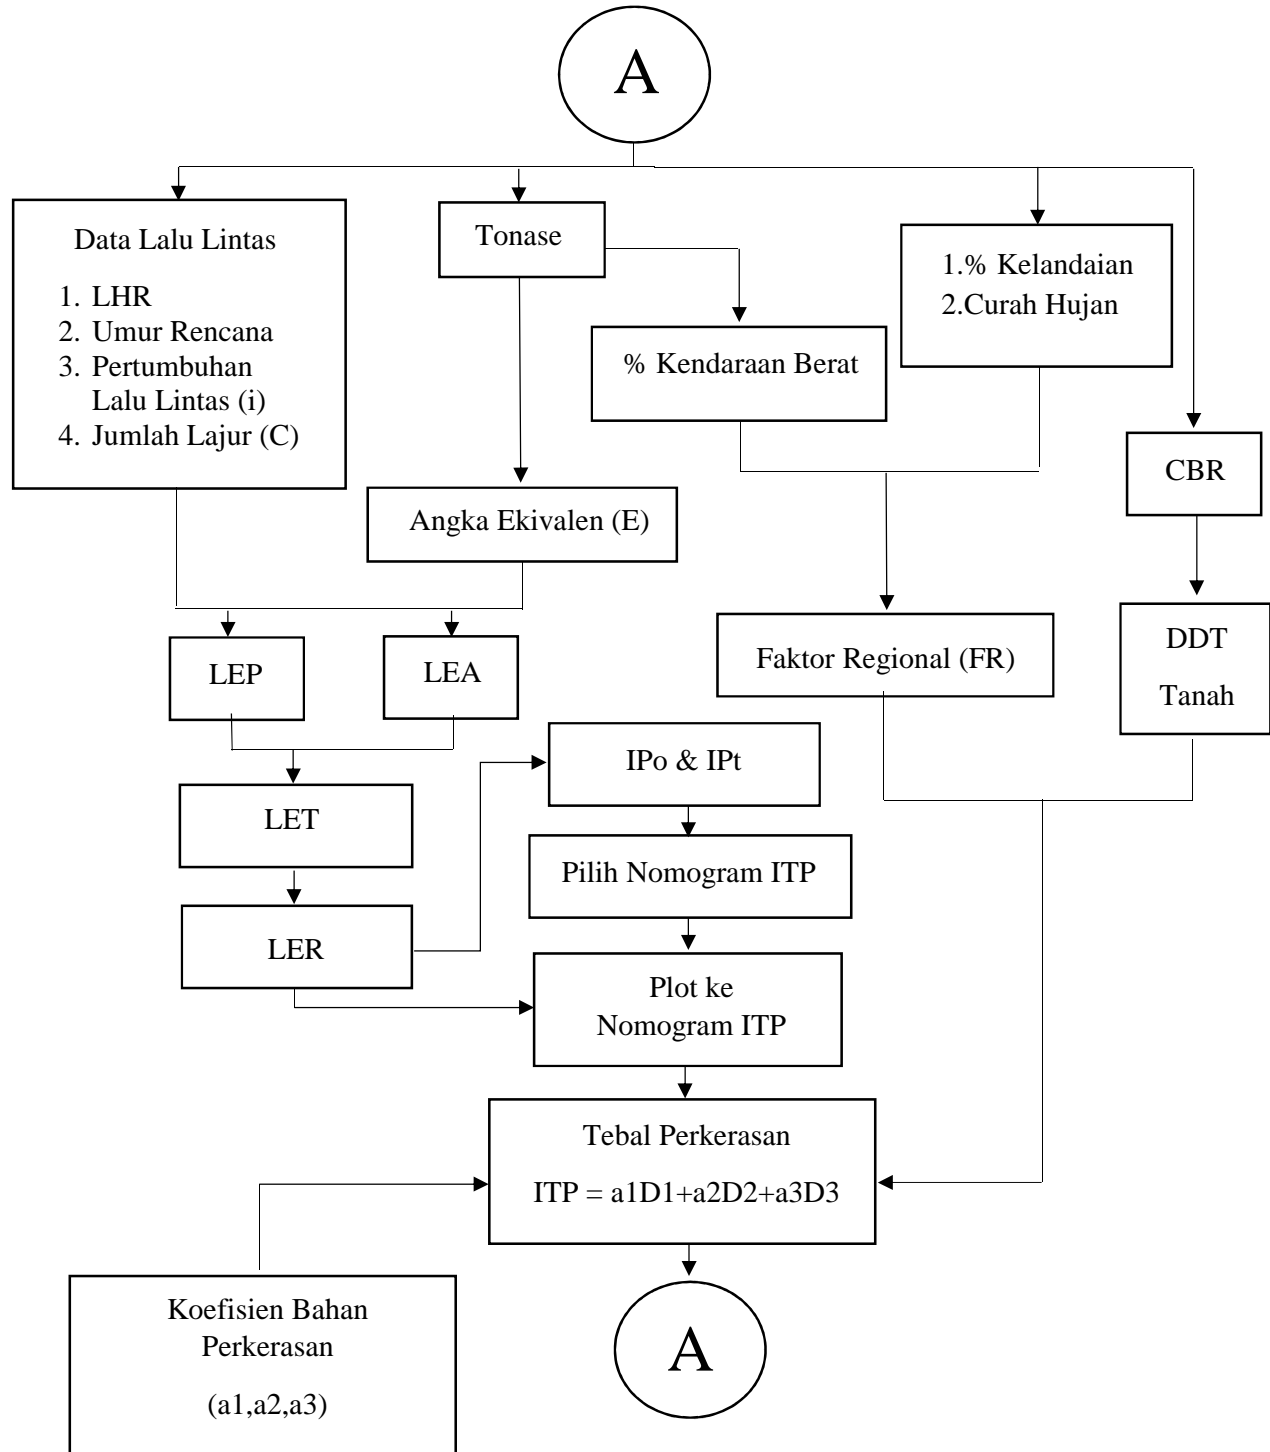 A
Data Lalu Lintas
1. LHR
2. Umur Rencana
3. Pertumbuhan
Lalu Lintas (i)
4. Jumlah Lajur (C)
Tonase
1.% Kelandaian
2.Curah Hujan
% Kendaraan Berat
CBR
Angka Ekivalen (E)
LEP
LEA
Faktor Regional (FR)
DDT
Tanah
IPo & IPt
LET
Pilih Nomogram ITP
LER
Plot ke
Nomogram ITP
Tebal Perkerasan
ITP = a1D1+a2D2+a3D3
Koefisien Bahan
Perkerasan
(a1,a2,a3)
A